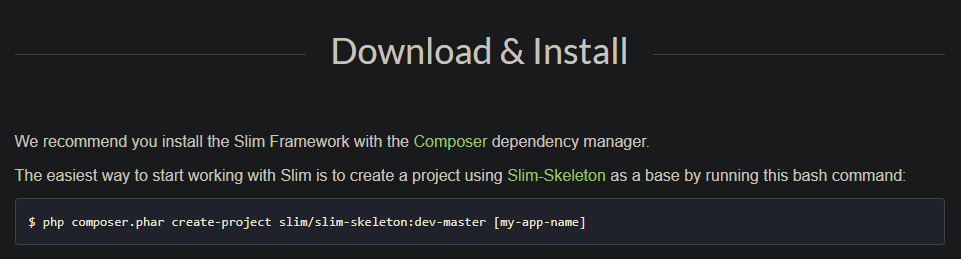 Download & Install
We recommend you install the Slim Framework with the Composer dependency manager.
The easiest way to start working with Slim is to create a project using Slim-Skeleton as a base by running this bash command:
$ php composer.phar create-project slim/slim-skeleton:dev-master [my-app-name]